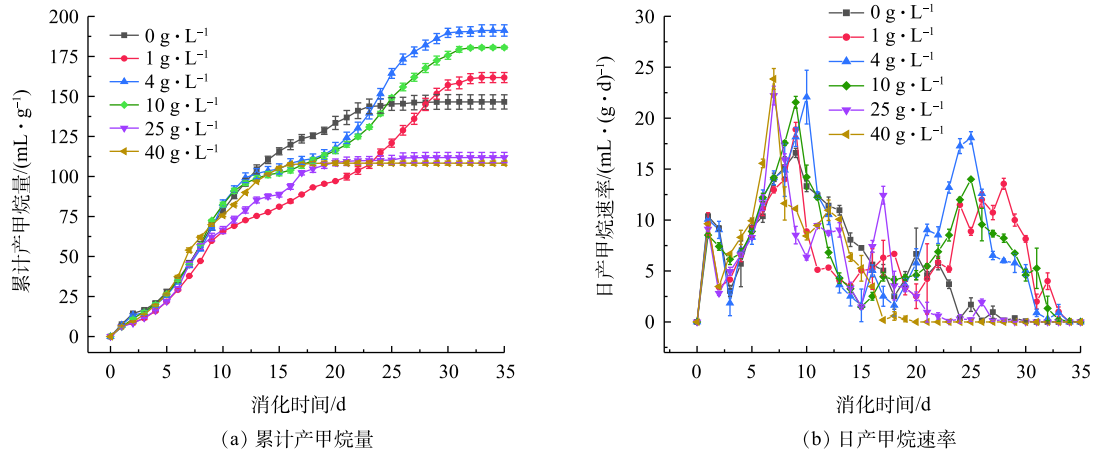 200
175
150
125
100
75
50
25
0
累计产甲烷量/(mL·g⁻¹)
0 g·L⁻¹
1 g·L⁻¹
4 g·L⁻¹
10 g·L⁻¹
25 g·L⁻¹
40 g·L⁻¹
0 5 10 15 20 25 30 35
消化时间/d
(a) 累计产甲烷量
30
25
20
15
10
5
0
日产甲烷速率/(mL·(g·d)⁻¹)
0 g·L⁻¹
1 g·L⁻¹
4 g·L⁻¹
10 g·L⁻¹
25 g·L⁻¹
40 g·L⁻¹
0 5 10 15 20 25 30 35
消化时间/d
(b) 日产甲烷速率